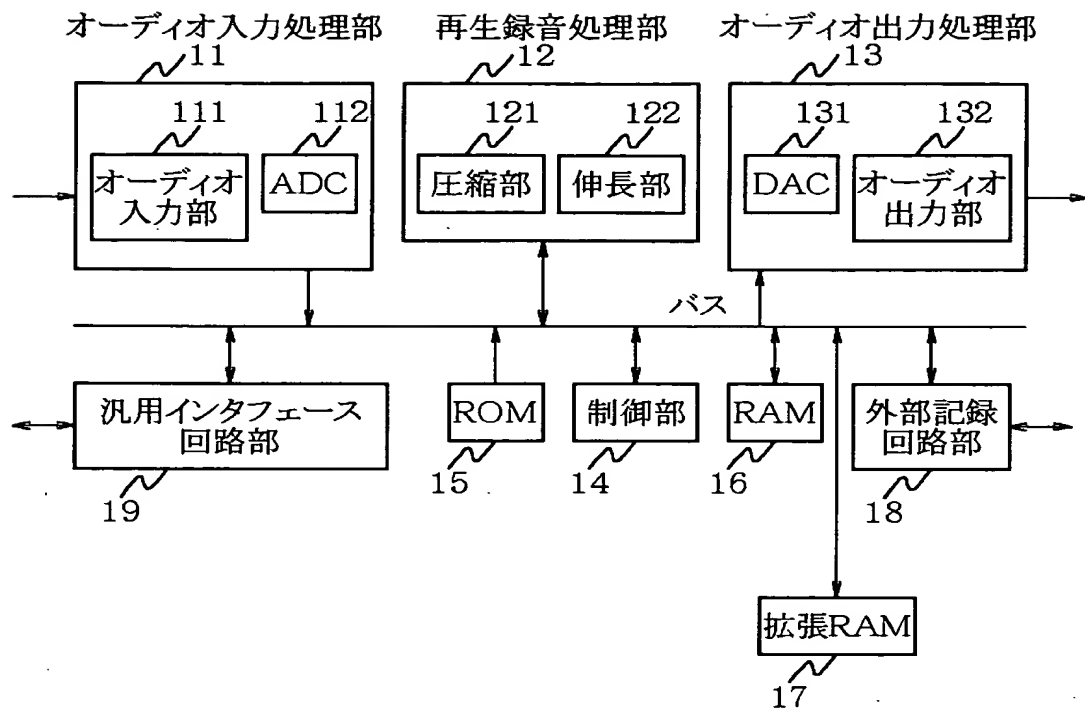 オーディオ入力処理部
再生録音処理部
オーディオ出力処理部
11
12
13
111
112
121
122
131
132
オーディオ
入力部
ADC
圧縮部
伸長部
DAC
オーディオ
出力部
バス
汎用インタフェース
回路部
ROM
制御部
RAM
外部記録
回路部
19
15
14
16
18
拡張RAM
17